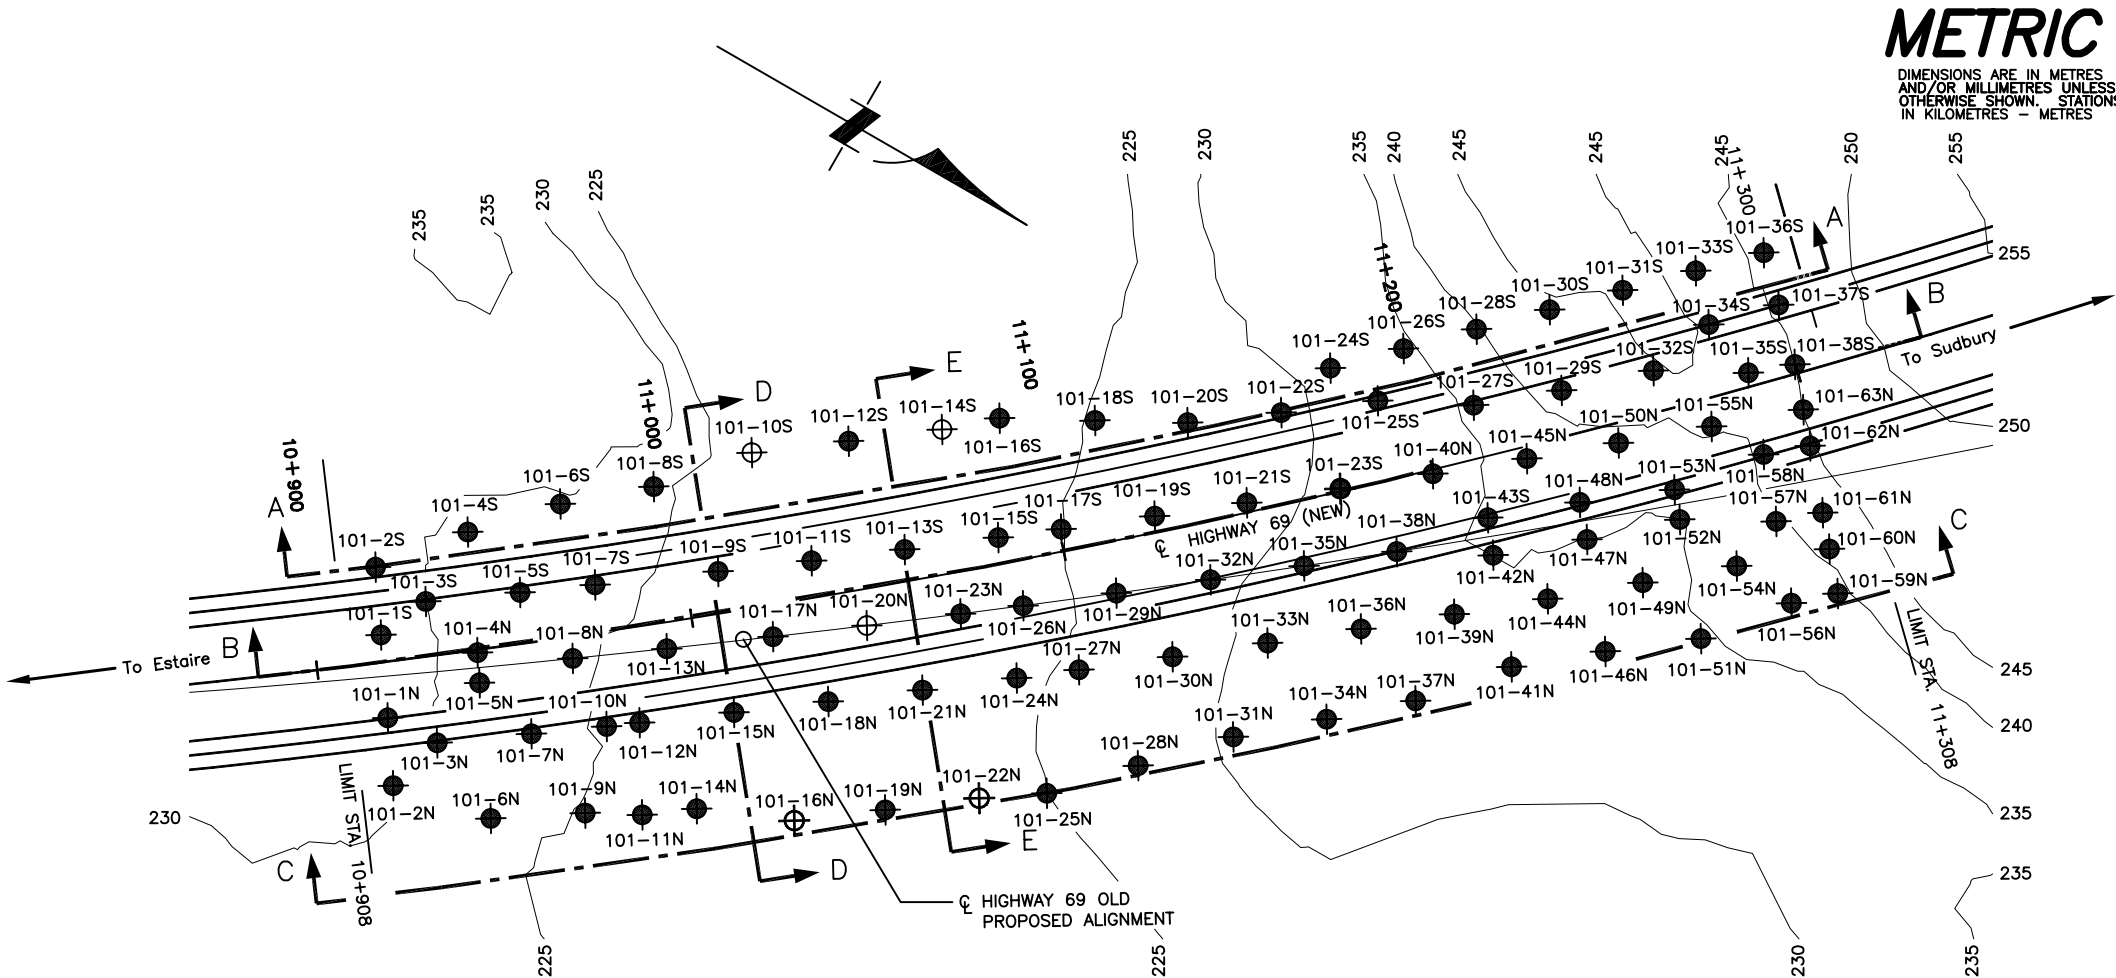 METRIC
DIMENSIONS ARE IN METRES
AND/OR MILLIMETRES UNLESS
OTHERWISE SHOWN. STATIONS
IN KILOMETRES - METRES
235
235
230
225
225
230
235
240
245
245
245
11+300
250
255
10+900
11+000
11+100
11+200
A
A
B
B
C
C
D
D
E
E
255
250
245
240
235
235
230
235
225
225
230
To Estaire
To Sudbury
LIMIT STA. 10+908
LIMIT STA. 11+308
℄ HIGHWAY 69 (NEW)
℄ HIGHWAY 69 OLD
PROPOSED ALIGNMENT
101-36S
101-33S
101-31S
101-30S
101-28S
101-26S
101-24S
101-37S
101-34S
101-38S
101-35S
101-32S
101-29S
101-27S
101-25S
101-22S
101-20S
101-18S
101-16S
101-14S
101-12S
101-10S
101-8S
101-6S
101-4S
101-2S
101-3S
101-1S
101-5S
101-7S
101-9S
101-11S
101-13S
101-15S
101-17S
101-19S
101-21S
101-23S
101-40N
101-45N
101-50N
101-55N
101-63N
101-62N
101-58N
101-53N
101-48N
101-43S
101-38N
101-35N
101-32N
101-29N
101-26N
101-23N
101-20N
101-17N
101-13N
101-8N
101-4N
101-5N
101-1N
101-3N
101-2N
101-7N
101-10N
101-12N
101-15N
101-18N
101-21N
101-24N
101-27N
101-30N
101-33N
101-36N
101-39N
101-42N
101-44N
101-47N
101-49N
101-52N
101-54N
101-57N
101-61N
101-60N
101-59N
101-56N
101-51N
101-46N
101-41N
101-37N
101-34N
101-31N
101-28N
101-25N
101-22N
101-19N
101-16N
101-14N
101-11N
101-9N
101-6N